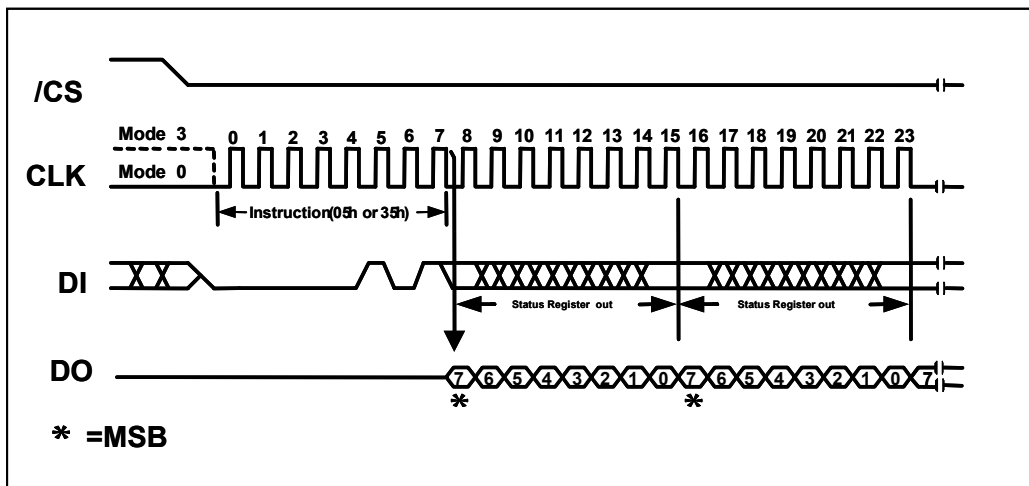 /CS
Mode 3
0 1 2 3 4 5 6 7 8 9 10 11 12 13 14 15 16 17 18 19 20 21 22 23
CLK
Mode 0
Instruction(05h or 35h)
DI
Status Register out
Status Register out
DO
7 6 5 4 3 2 1 0 7 6 5 4 3 2 1 0 7
* *
* =MSB